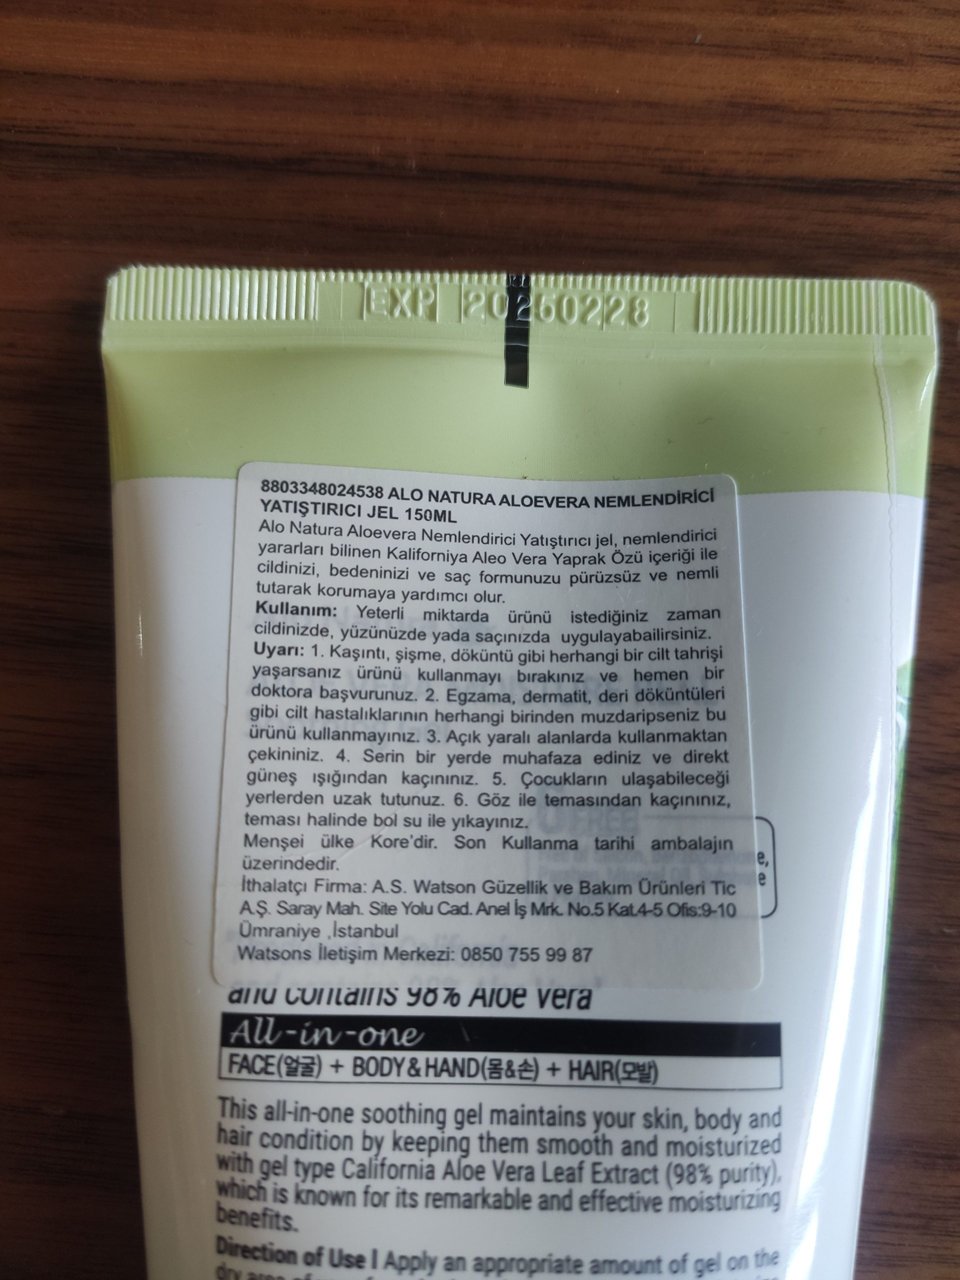 EXP 20260228
8803348024538 ALO NATURA ALOEVERA NEMLENDİRİCİ
YATIŞTIRICI JEL 150ML
Alo Natura Aloevera Nemlendirici Yatıştırıcı jel, nemlendirici
yararları bilinen Kaliforniya Aleo Vera Yaprak Özü içeriği ile
cildinizi, bedeninizi ve saç formunuzu pürüzsüz ve nemli
tutarak korumaya yardımcı olur.
Kullanım: Yeterli miktarda ürünü istediğiniz zaman
cildinizde, yüzünüzde yada saçınızda uygulayabailirsiniz.
Uyarı: 1. Kaşıntı, şişme, döküntü gibi herhangi bir cilt tahrişi
yaşarsanız ürünü kullanmayı bırakınız ve hemen bir
doktora başvurunuz. 2. Egzama, dermatit, deri döküntüleri
gibi cilt hastalıklarının herhangi birinden muzdaripseniz bu
ürünü kullanmayınız. 3. Açık yaralı alanlarda kullanmaktan
çekininiz. 4. Serin bir yerde muhafaza ediniz ve direkt
güneş ışığından kaçınınız. 5. Çocukların ulaşabileceği
yerlerden uzak tutunuz. 6. Göz ile temasından kaçınınız,
teması halinde bol su ile yıkayınız.
Menşei ülke Kore'dir. Son Kullanma tarihi ambalajın
üzerindedir.
İthalatçı Firma: A.S. Watson Güzellik ve Bakım Ürünleri Tic
A.Ş. Saray Mah. Site Yolu Cad. Anel İş Mrk. No.5 Kat.4-5 Ofis:9-10
Ümraniye ,İstanbul
Watsons İletişim Merkezi: 0850 755 99 87
and contains 98% Aloe vera
All-in-one
FACE(얼굴) + BODY & HAND(몸&손) + HAIR(모발)
This all-in-one soothing gel maintains your skin, body and
hair condition by keeping them smooth and moisturized
with gel type California Aloe Vera Leaf Extract (98% purity),
which is known for its remarkable and effective moisturizing
benefits.
Direction of Use | Apply an appropriate amount of gel on the